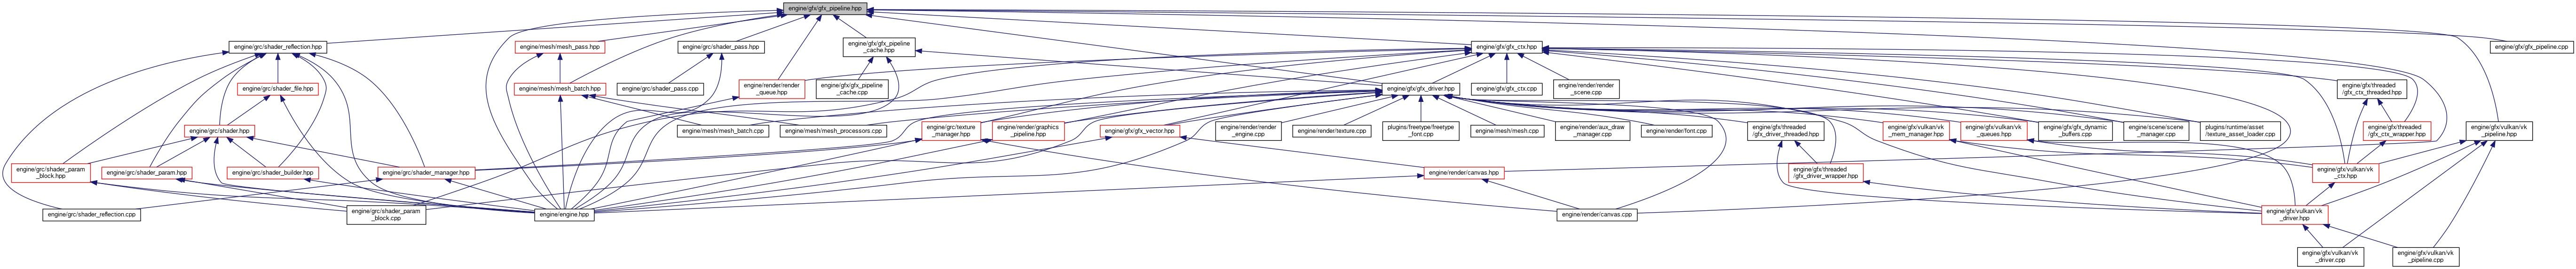 engine/gfx/gfx_pipeline.hpp
engine/grc/shader_reflection.hpp
engine/mesh/mesh_pass.hpp
engine/grc/shader_pass.hpp
engine/gfx/gfx_pipeline
_cache.hpp
engine/gfx/gfx_ctx.hpp
engine/gfx/gfx_pipeline.cpp
engine/grc/shader_file.hpp
engine/mesh/mesh_batch.hpp
engine/grc/shader_pass.cpp
engine/render/render
_queue.hpp
engine/gfx/gfx_pipeline
_cache.cpp
engine/gfx/gfx_driver.hpp
engine/gfx/gfx_ctx.cpp
engine/render/render
_scene.cpp
engine/gfx/threaded
/gfx_ctx_threaded.hpp
engine/grc/shader.hpp
engine/mesh/mesh_batch.cpp
engine/mesh/mesh_processors.cpp
engine/grc/texture
_manager.hpp
engine/render/graphics
_pipeline.hpp
engine/gfx/gfx_vector.hpp
engine/render/render
_engine.cpp
engine/render/texture.cpp
plugins/freetype/freetype
_font.cpp
engine/mesh/mesh.cpp
engine/render/aux_draw
_manager.cpp
engine/render/font.cpp
engine/gfx/threaded
/gfx_driver_threaded.hpp
engine/gfx/vulkan/vk
_mem_manager.hpp
engine/gfx/vulkan/vk
_queues.hpp
engine/gfx/gfx_dynamic
_buffers.cpp
engine/scene/scene
_manager.cpp
plugins/runtime/asset
/texture_asset_loader.cpp
engine/gfx/threaded
/gfx_ctx_wrapper.hpp
engine/gfx/vulkan/vk
_pipeline.hpp
engine/grc/shader_param
_block.hpp
engine/grc/shader_param.hpp
engine/grc/shader_builder.hpp
engine/grc/shader_manager.hpp
engine/render/canvas.hpp
engine/gfx/threaded
/gfx_driver_wrapper.hpp
engine/gfx/vulkan/vk
_ctx.hpp
engine/grc/shader_reflection.cpp
engine/grc/shader_param
_block.cpp
engine/engine.hpp
engine/render/canvas.cpp
engine/gfx/vulkan/vk
_driver.hpp
engine/gfx/vulkan/vk
_driver.cpp
engine/gfx/vulkan/vk
_pipeline.cpp